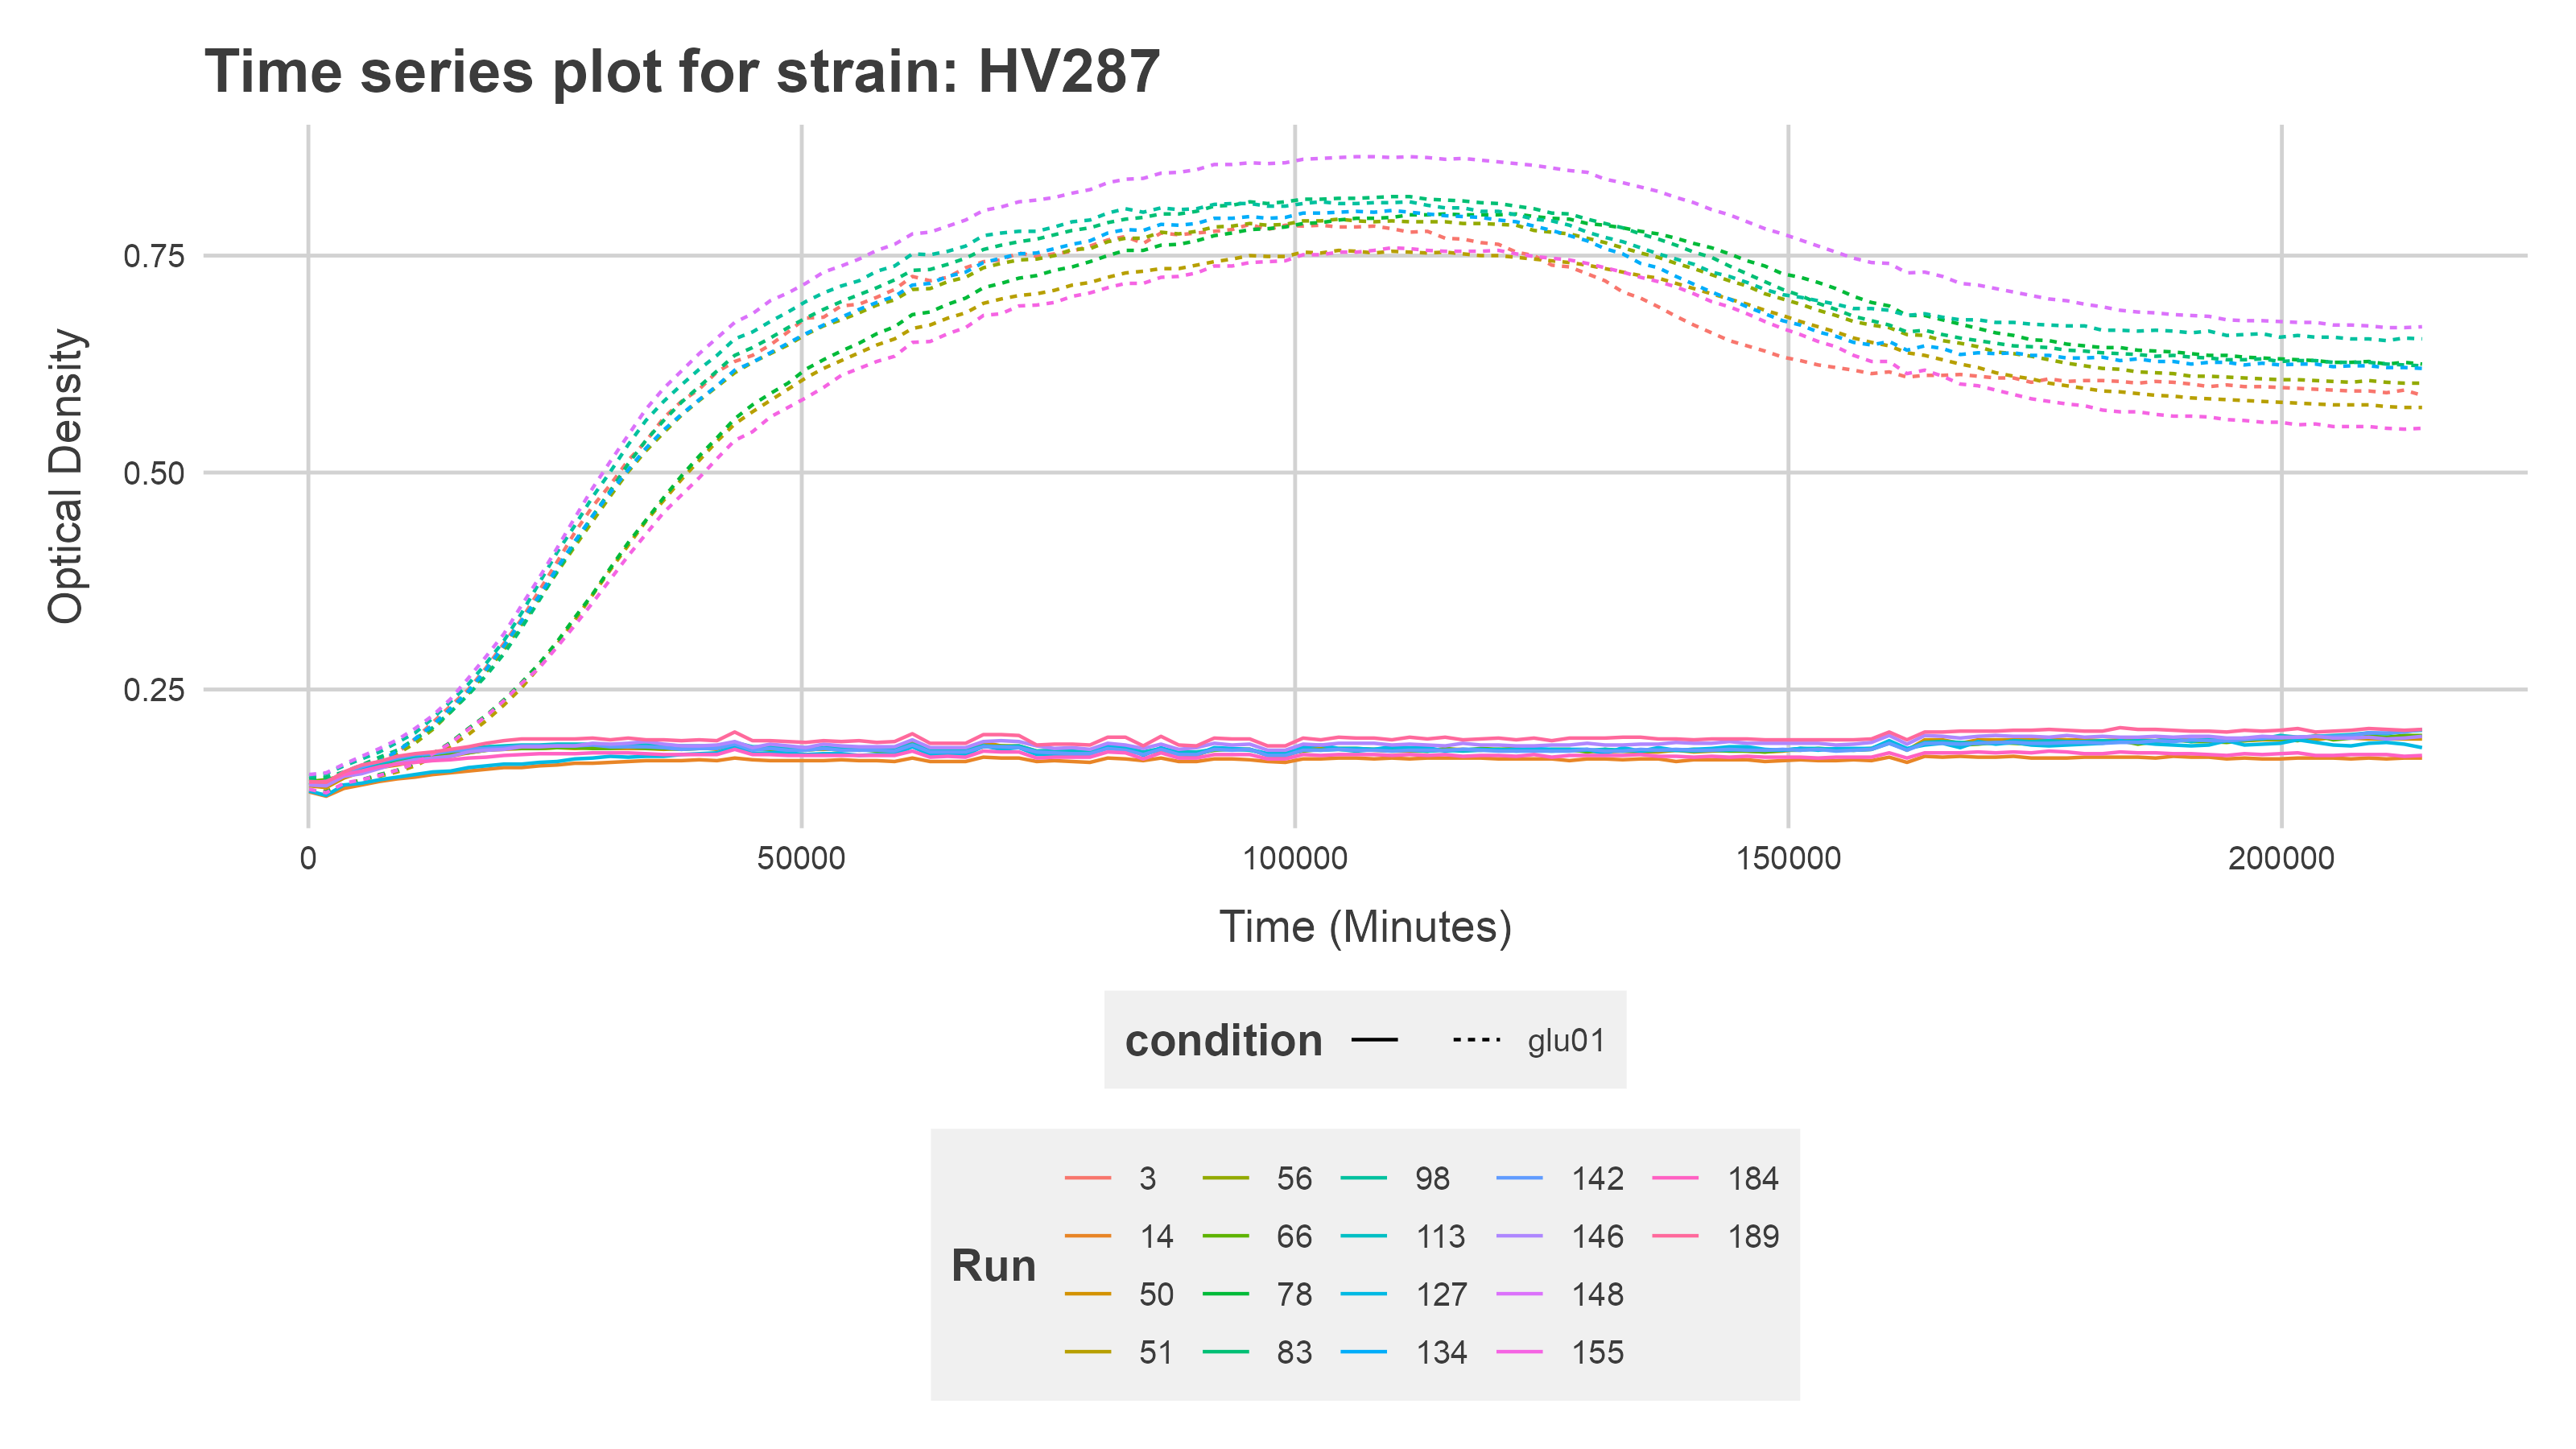 Time series plot for strain: HV287
Optical Density
0.75
0.50
0.25
0 50000 100000 150000 200000
Time (Minutes)
condition glu01
Run
3 56 98 142 184
14 66 113 146 189
50 78 127 148
51 83 134 155